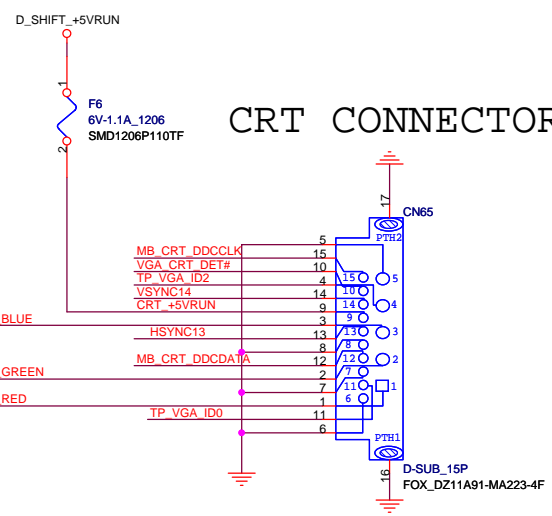 D_SHIFT_+5VRUN
1
F6
6V-1.1A_1206
SMD1206P110TF
2
CRT CONNECTOR
17
CN65
PTH2
5
MB_CRT_DDCCLK
15
VGA_CRT_DET#
10
TP_VGA_ID2
4
VSYNC14
14
CRT_+5VRUN
9
BLUE
3
HSYNC13
13
8
MB_CRT_DDCDATA
12
GREEN
2
7
RED
1
TP_VGA_ID0
11
6
15
5
10
14
4
9
13
3
8
12
2
7
11
1
6
PTH1
16
D-SUB_15P
FOX_DZ11A91-MA223-4F